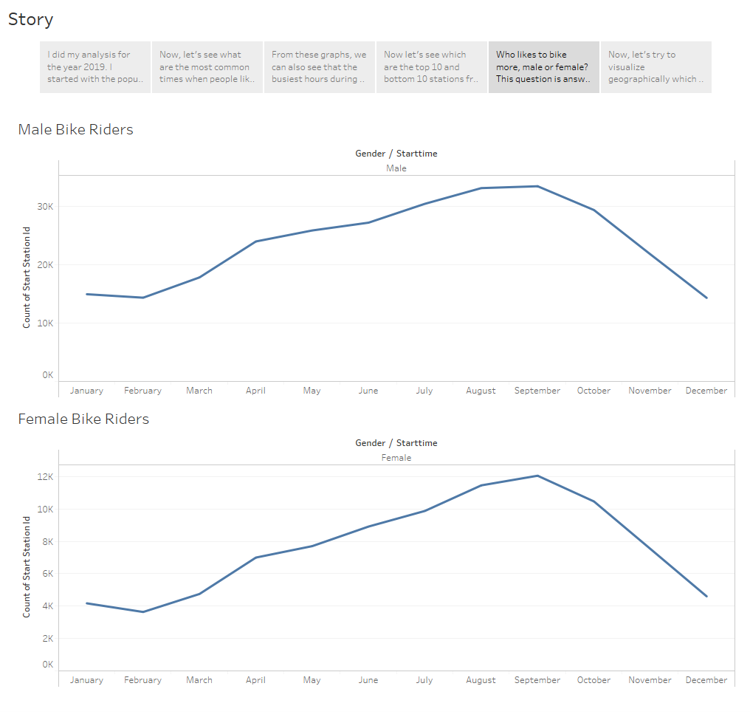 Story
I did my analysis for
the year 2019. I
started with the popu..
Now, let's see what
are the most common
times when people lik..
From these graphs, we
can also see that the
busiest hours during ..
Now let's see which
are the top 10 and
bottom 10 stations fr..
Who likes to bike
more, male or female?
This question is answ..
Now, let's try to
visualize
geographically which ..
Male Bike Riders
Gender / Starttime
Male
Count of Start Station Id
30K
20K
10K
0K
January February March April May June July August September October November December
Female Bike Riders
Gender / Starttime
Female
Count of Start Station Id
12K
10K
8K
6K
4K
2K
0K
January February March April May June July August September October November December